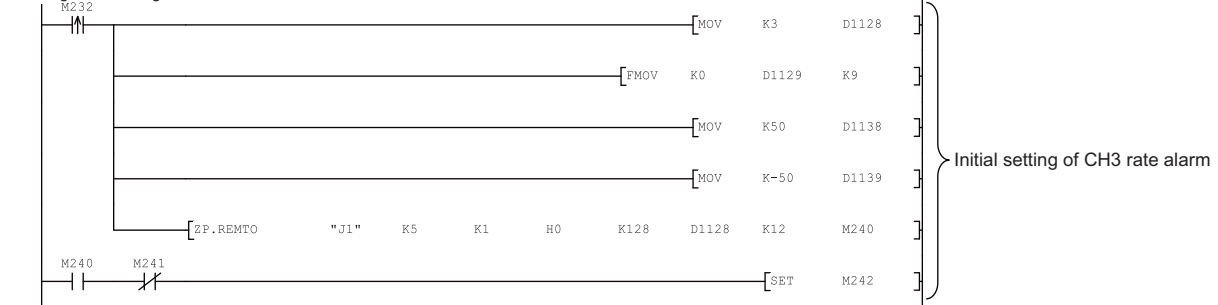 M232
MOV K3 D1128
FMOV K0 D1129 K9
MOV K50 D1138
MOV K-50 D1139
Initial setting of CH3 rate alarm
ZP.REMTO "J1" K5 K1 H0 K128 D1128 K12 M240
M240 M241
SET M242